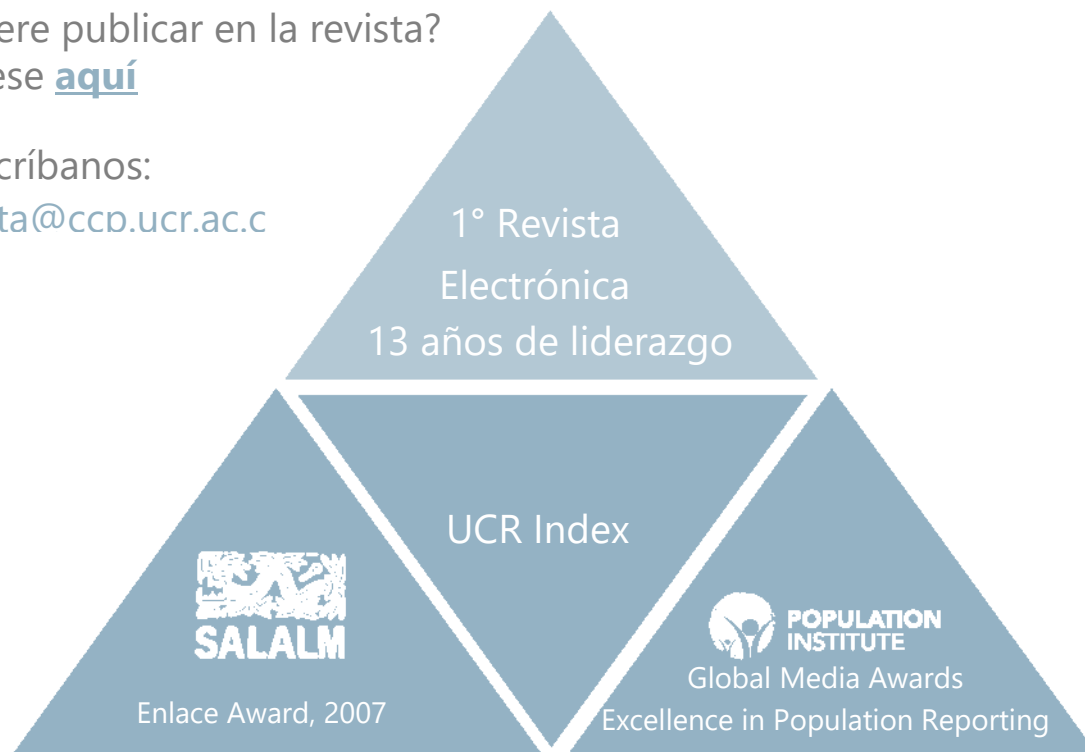 ere publicar en la revista?
ese aquí
críbanos:
ta@ccp.ucr.ac.c
1° Revista
Electrónica
13 años de liderazgo
UCR Index
SALALM
Enlace Award, 2007
POPULATION
INSTITUTE
Global Media Awards
Excellence in Population Reporting